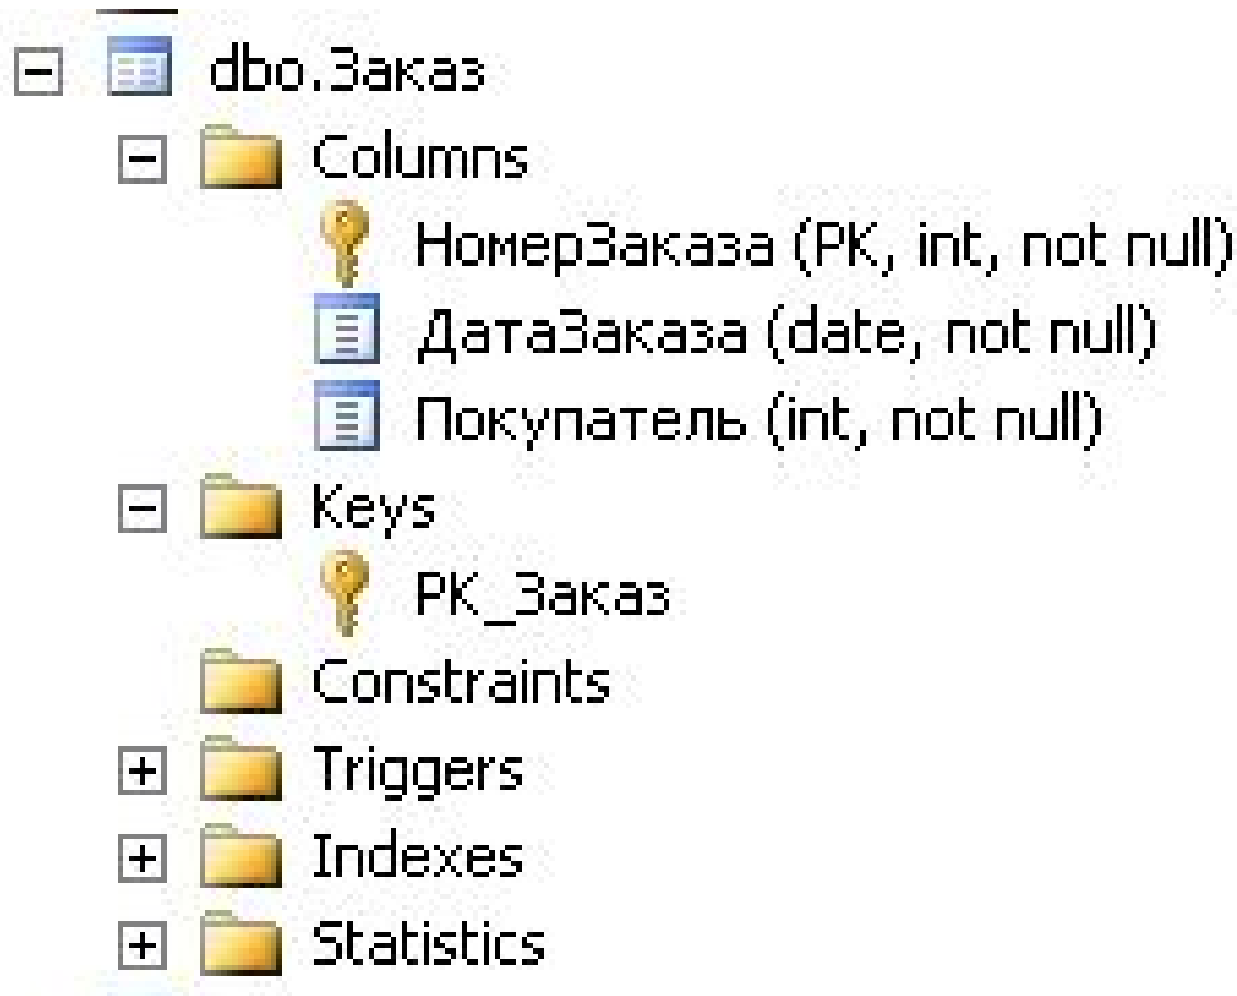 dbo.Заказ
Columns
НомерЗаказа (PK, int, not null)
ДатаЗаказа (date, not null)
Покупатель (int, not null)
Keys
PK_Заказ
Constraints
Triggers
Indexes
Statistics